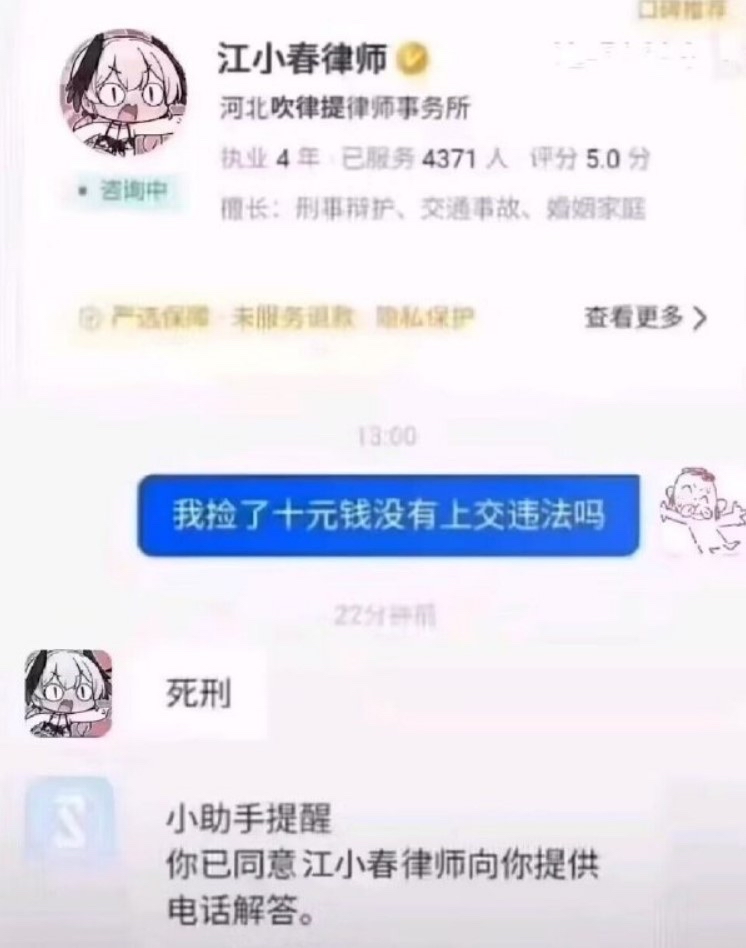 口碑推荐
江小春律师
河北吹律提律师事务所
执业 4 年 · 已服务 4371 人 评分 5.0 分
• 咨询中
擅长：刑事辩护、交通事故、婚姻家庭
严选保障 · 未服务退款 · 隐私保护
查看更多 >
13:00
我捡了十元钱没有上交违法吗
22分钟前
死刑
小助手提醒
你已同意江小春律师向你提供
电话解答。